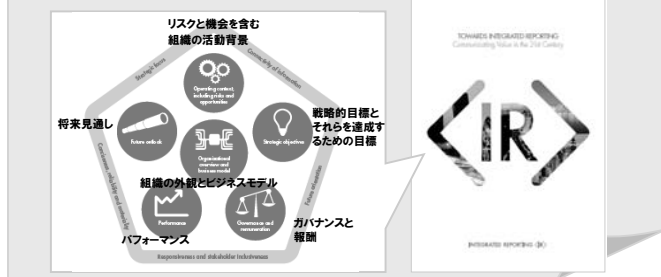 リスクと機会を含む
組織の活動背景
Strategic focus
Connectivity of information
Operating context,
including risks and
opportunities
将来見通し
Future outlook
戦略的目標と
それらを達成す
るための目標
Strategic objectives
Organisational
overview and
business model
組織の外観とビジネスモデル
Performance
パフォーマンス
Governance and
remuneration
ガバナンスと
報酬
Conciseness, reliability and materiality
Future orientation
Responsiveness and stakeholder inclusiveness
TOWARDS INTEGRATED REPORTING
Communicating Value in the 21st Century
<IR>
INTEGRATED REPORTING <IR>